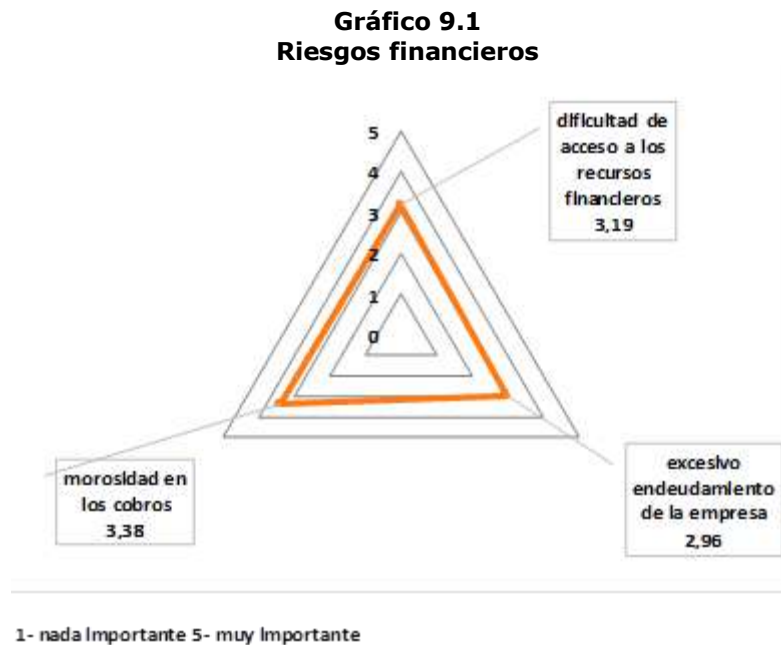 Gráfico 9.1
Riesgos financieros
5
4
3
2
1
0
dificultad de
acceso a los
recursos
financieros
3,19
morosidad en
los cobros
3,38
excesivo
endeudamiento
de la empresa
2,96
1- nada importante 5- muy importante